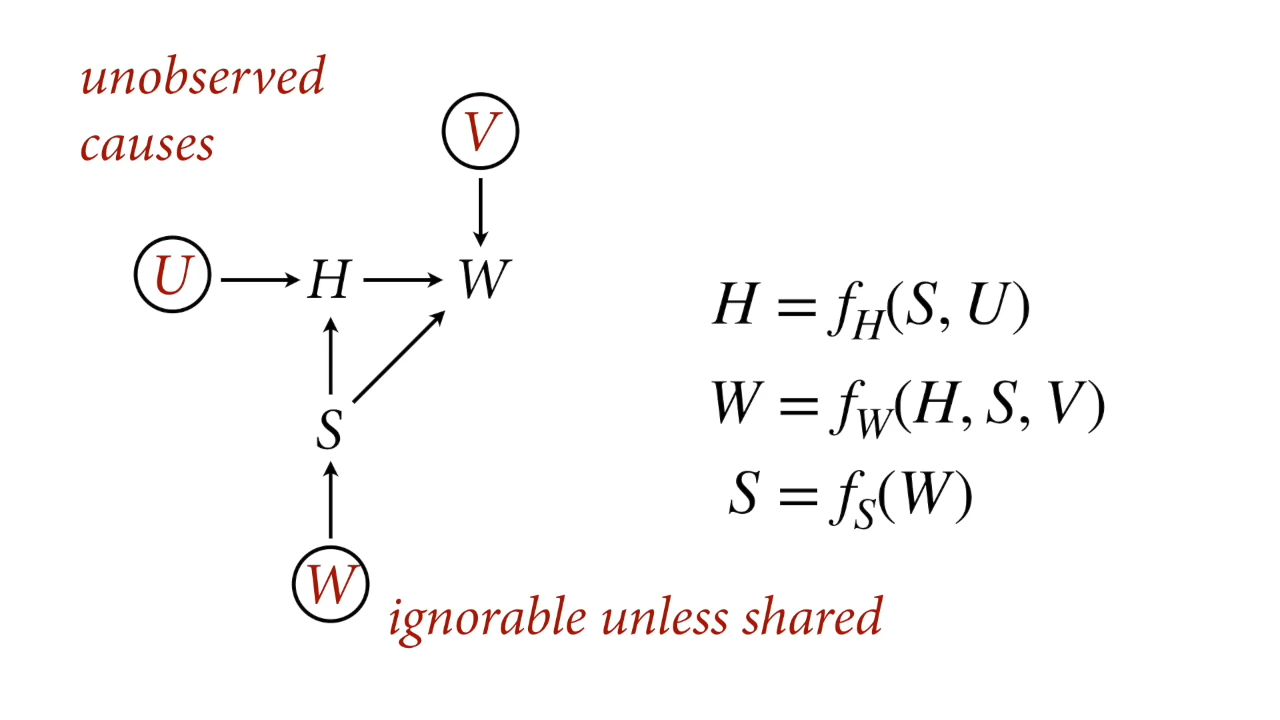 unobserved
causes
V
U
H
W
S
W
ignorable unless shared
H = f_H(S, U)
W = f_W(H, S, V)
S = f_S(W)